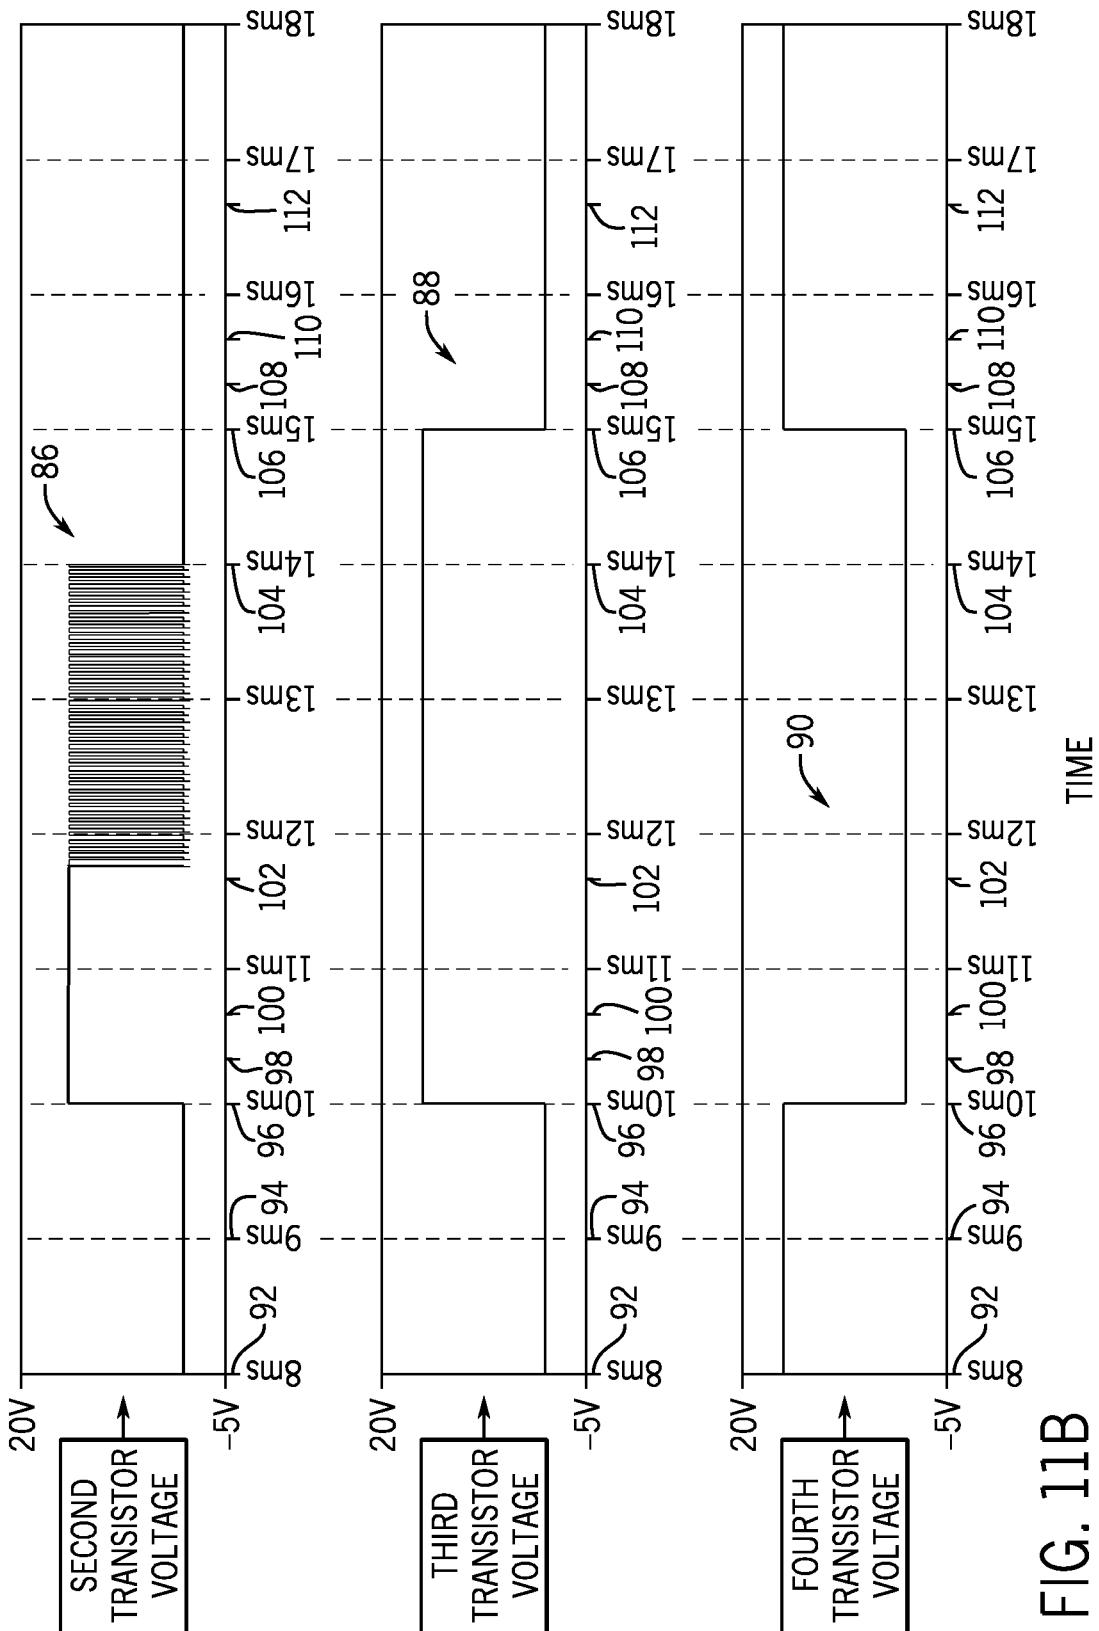 SECOND
TRANSISTOR
VOLTAGE
20V
-5V
86
8ms
9ms
10ms
11ms
12ms
13ms
14ms
15ms
16ms
17ms
18ms
92
94
96
98
100
102
104
106
108
110
112
THIRD
TRANSISTOR
VOLTAGE
20V
-5V
88
8ms
9ms
10ms
11ms
12ms
13ms
14ms
15ms
16ms
17ms
18ms
92
94
96
98
100
102
104
106
108
110
112
FOURTH
TRANSISTOR
VOLTAGE
20V
-5V
90
8ms
9ms
10ms
11ms
12ms
13ms
14ms
15ms
16ms
17ms
18ms
92
94
96
98
100
102
104
106
108
110
112
TIME
FIG. 11B